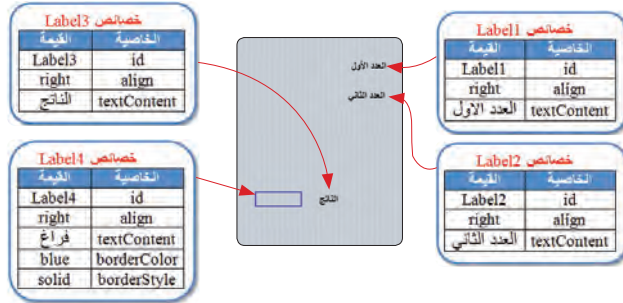 خصائص Label1
الخاصية القيمة
id Label1
align right
textContent العدد الاول
خصائص Label2
الخاصية القيمة
id Label2
align right
textContent العدد الثاني
العدد الأول
العدد الثاني
الناتج
خصائص Label3
الخاصية القيمة
id Label3
align right
textContent الناتج
خصائص Label4
الخاصية القيمة
id Label4
align right
textContent فراغ
borderColor blue
borderStyle solid